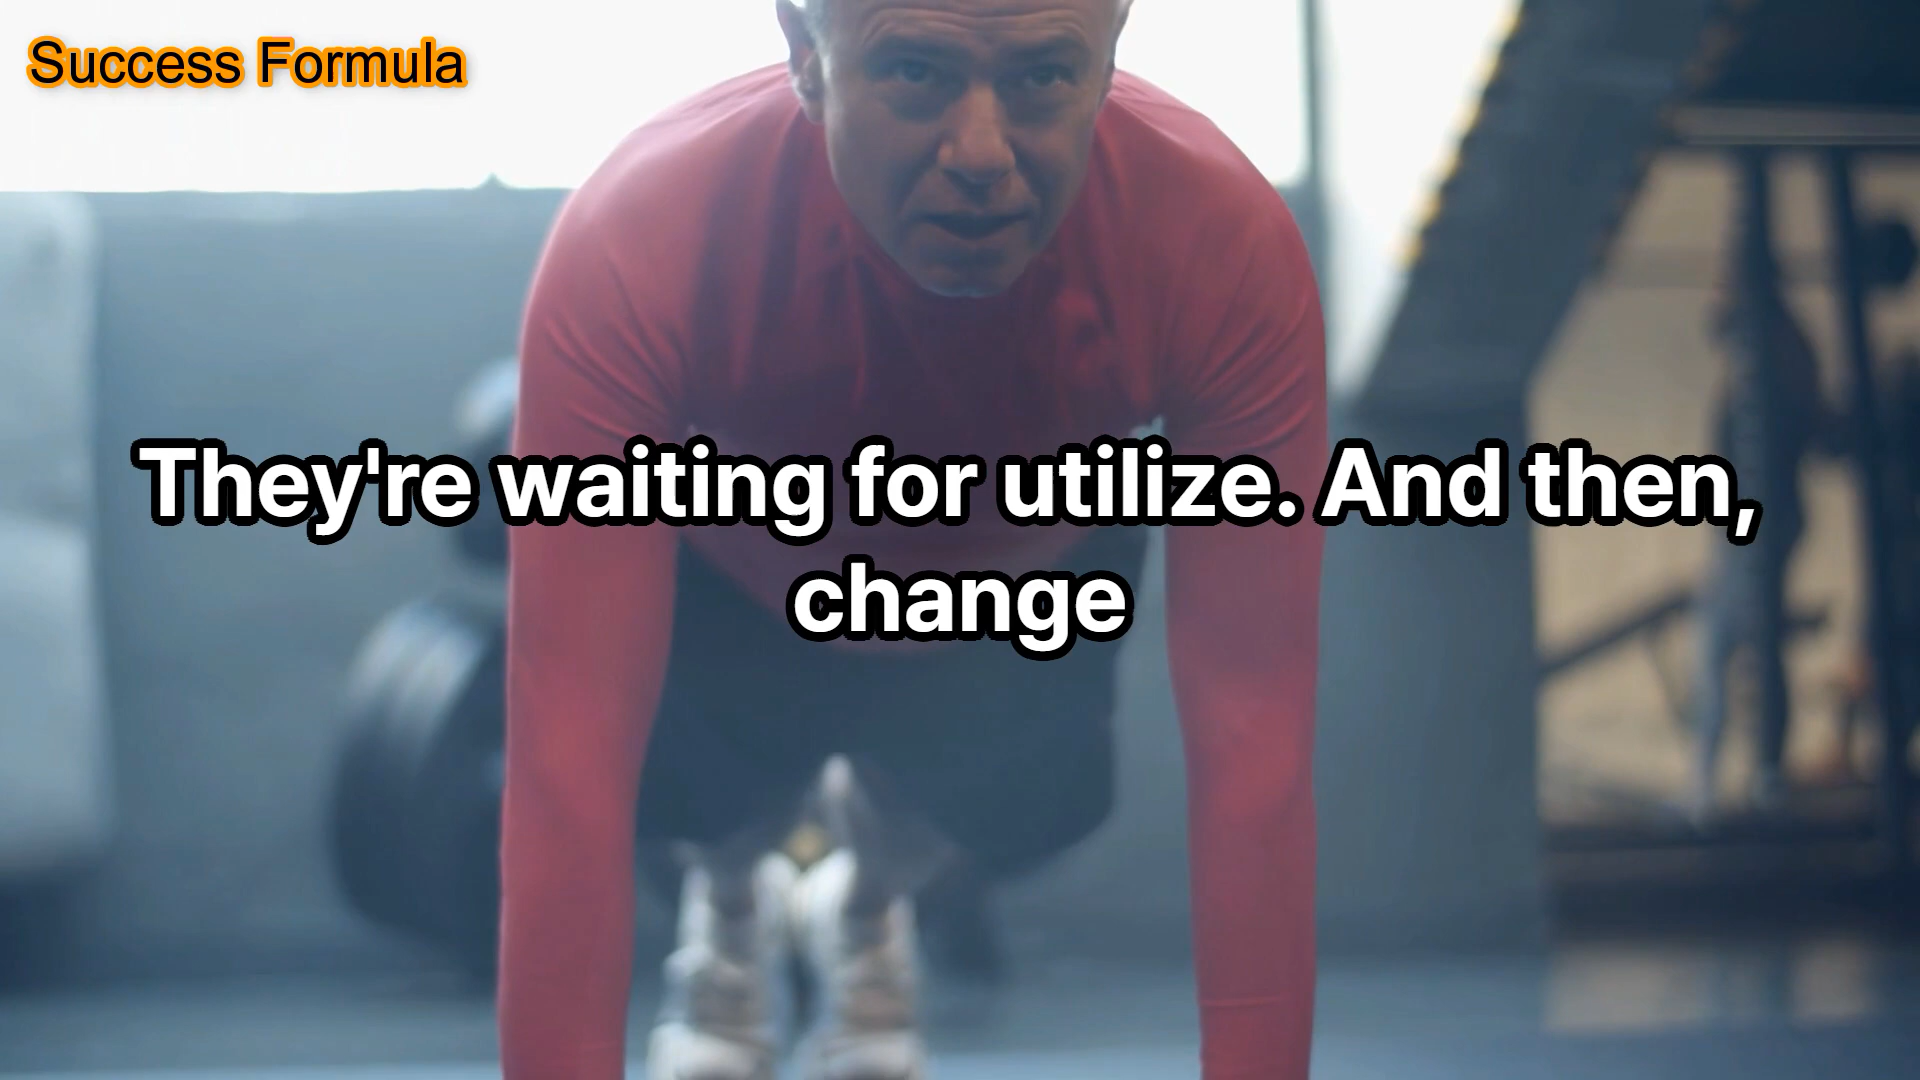 Success Formula
They're waiting for utilize. And then,
change